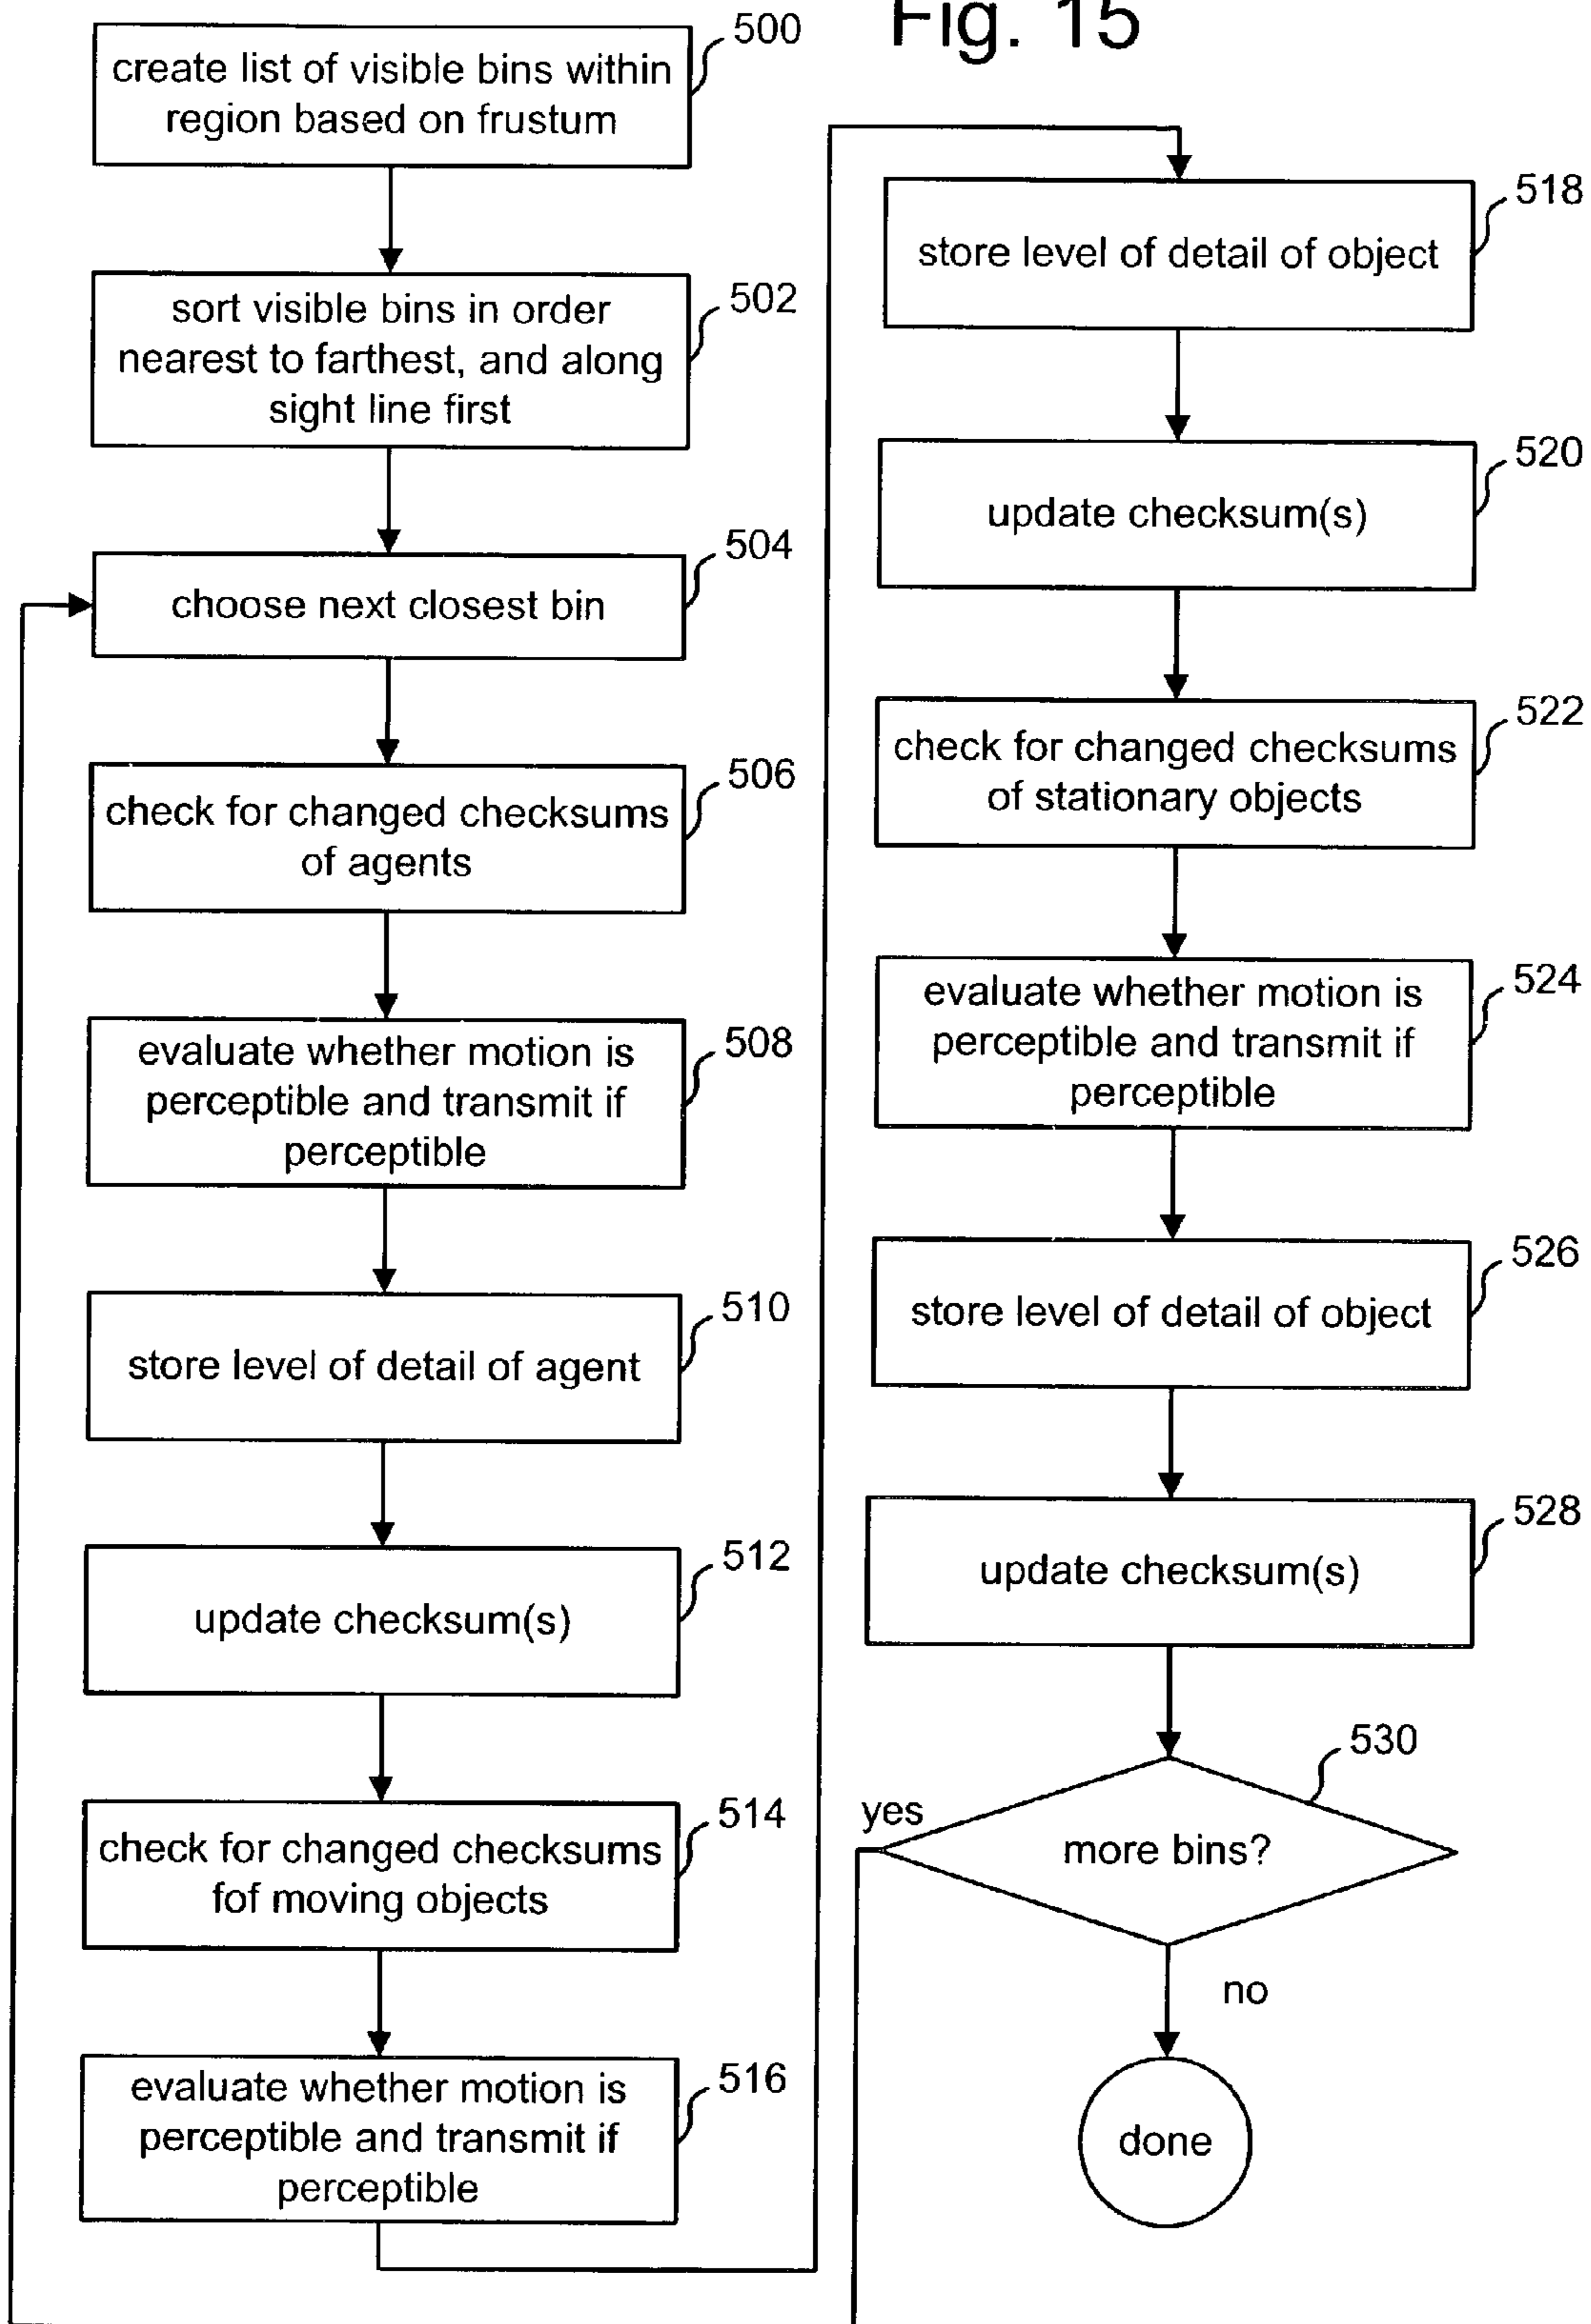 Fig. 15
500
create list of visible bins within
region based on frustum
502
sort visible bins in order
nearest to farthest, and along
sight line first
504
choose next closest bin
506
check for changed checksums
of agents
508
evaluate whether motion is
perceptible and transmit if
perceptible
510
store level of detail of agent
512
update checksum(s)
514
check for changed checksums
fof moving objects
516
evaluate whether motion is
perceptible and transmit if
perceptible
518
store level of detail of object
520
update checksum(s)
522
check for changed checksums
of stationary objects
524
evaluate whether motion is
perceptible and transmit if
perceptible
526
store level of detail of object
528
update checksum(s)
530
yes
more bins?
no
done